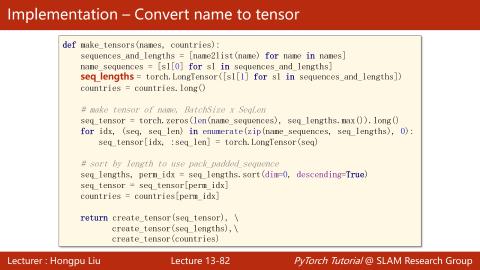 Implementation – Convert name to tensor
def make_tensors(names, countries):
    sequences_and_lengths = [name2list(name) for name in names]
    name_sequences = [sl[0] for sl in sequences_and_lengths]
    seq_lengths = torch.LongTensor([sl[1] for sl in sequences_and_lengths])
    countries = countries.long()
    # make tensor of name, BatchSize x SeqLen
    seq_tensor = torch.zeros(len(name_sequences), seq_lengths.max()).long()
    for idx, (seq, seq_len) in enumerate(zip(name_sequences, seq_lengths), 0):
        seq_tensor[idx, :seq_len] = torch.LongTensor(seq)
    # sort by length to use pack_padded_sequence
    seq_lengths, perm_idx = seq_lengths.sort(dim=0, descending=True)
    seq_tensor = seq_tensor[perm_idx]
    countries = countries[perm_idx]
    return create_tensor(seq_tensor), \
           create_tensor(seq_lengths),\
           create_tensor(countries)
Lecturer : Hongpu Liu Lecture 13-82 PyTorch Tutorial @ SLAM Research Group